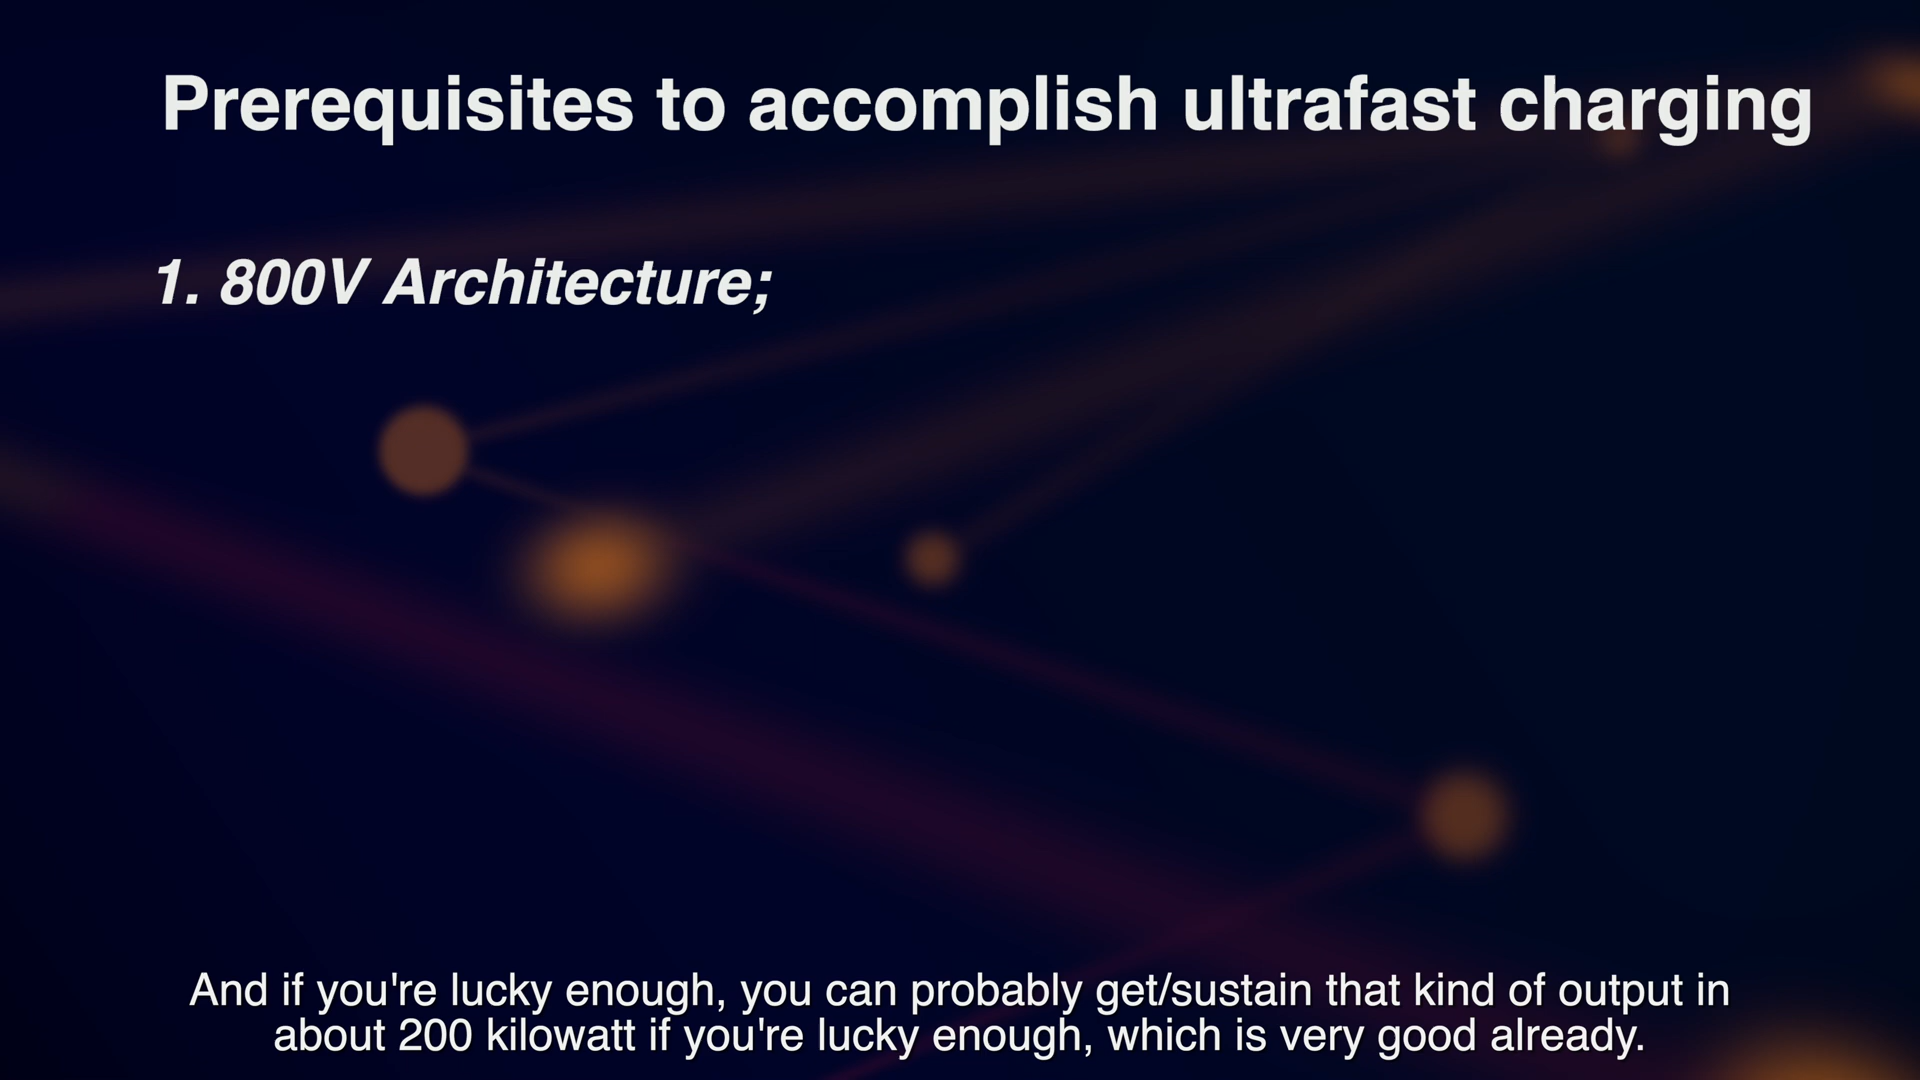 Prerequisites to accomplish ultrafast charging
1. 800V Architecture;
And if you're lucky enough, you can probably get/sustain that kind of output in
about 200 kilowatt if you're lucky enough, which is very good already.